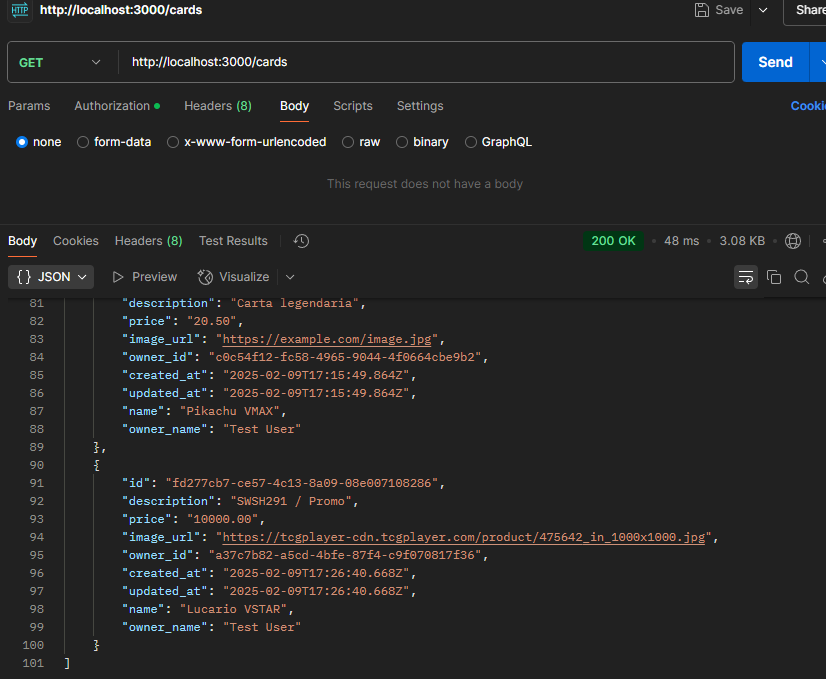 HTTP http://localhost:3000/cards Save Share
GET http://localhost:3000/cards Send
Params Authorization Headers (8) Body Scripts Settings Cookie
none form-data x-www-form-urlencoded raw binary GraphQL
This request does not have a body
Body Cookies Headers (8) Test Results 200 OK 48 ms 3.08 KB
{} JSON Preview Visualize
81 "description": "Carta legendaria",
82 "price": "20.50",
83 "image_url": "https://example.com/image.jpg",
84 "owner_id": "c0c54f12-fc58-4965-9044-4f0664cbe9b2",
85 "created_at": "2025-02-09T17:15:49.864Z",
86 "updated_at": "2025-02-09T17:15:49.864Z",
87 "name": "Pikachu VMAX",
88 "owner_name": "Test User"
89 },
90 {
91 "id": "fd277cb7-ce57-4c13-8a09-08e007108286",
92 "description": "SWSH291 / Promo",
93 "price": "10000.00",
94 "image_url": "https://tcgplayer-cdn.tcgplayer.com/product/475642_in_1000x1000.jpg",
95 "owner_id": "a37c7b82-a5cd-4bfe-87f4-c9f070817f36",
96 "created_at": "2025-02-09T17:26:40.668Z",
97 "updated_at": "2025-02-09T17:26:40.668Z",
98 "name": "Lucario VSTAR",
99 "owner_name": "Test User"
100 }
101 ]